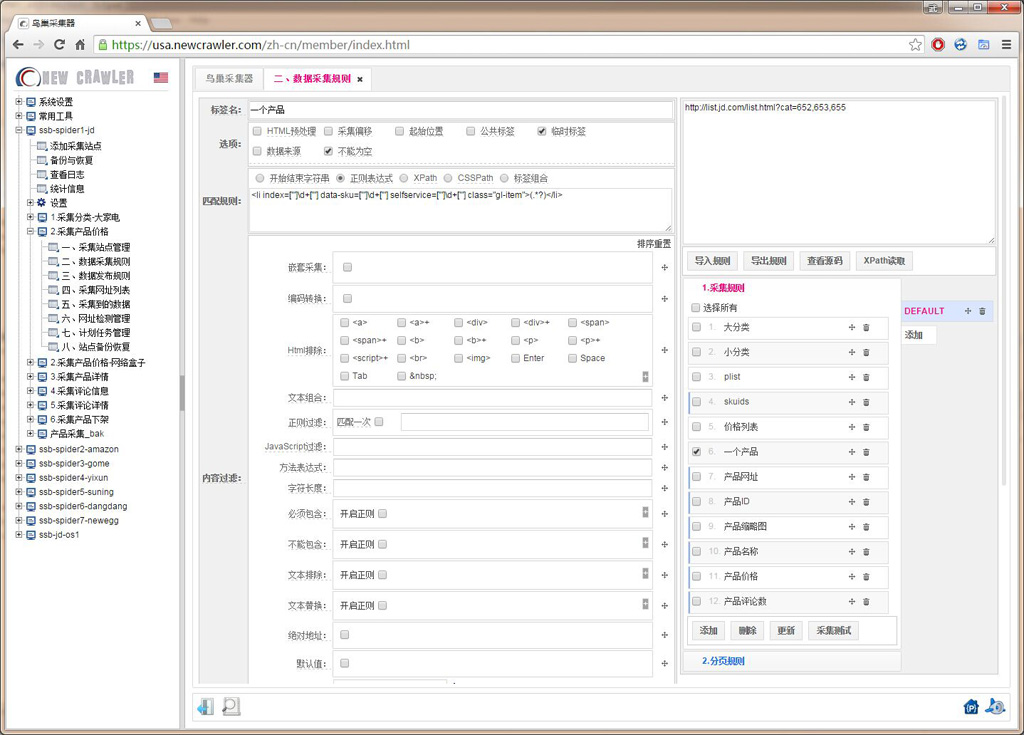 鸟巢采集器
https://usa.newcrawler.com/zh-cn/member/index.html
NEW CRAWLER
系统设置
常用工具
ssb-spider1-jd
添加采集站点
备份与恢复
查看日志
统计信息
设置
1.采集分类-大家电
2.采集产品价格
一、采集站点管理
二、数据采集规则
三、数据发布规则
四、采集网址列表
五、采集到的数据
六、网址检测管理
七、计划任务管理
八、站点备份恢复
2.采集产品价格-网络盒子
3.采集产品详情
4.采集评论信息
5.采集评论详情
6.采集产品下架
产品采集_bak
ssb-spider2-amazon
ssb-spider3-gome
ssb-spider4-yixun
ssb-spider5-suning
ssb-spider6-dangdang
ssb-spider7-newegg
ssb-jd-os1
鸟巢采集器 二、数据采集规则
标签名: 一个产品
选项: HTML预处理 采集偏移 起始位置 公共标签 临时标签
数据来源 不能为空
匹配规则: 开始结束字符串 正则表达式 XPath CSSPath 标签组合
<li index=["']\d+["'] data-sku=["']\d+["'] selfservice=["']\d+["'] class="gl-item">(.*?)</li>
排序重置
内容过滤:
嵌套采集:
编码转换:
Html排除: <a> <a>+ <div> <div>+ <span>
<span>+ <b> <b>+ <p> <p>+
<script>+ <br> <img> Enter Space
Tab &nbsp;
文本组合:
正则过滤: 匹配一次
JavaScript过滤:
方法表达式:
字符长度:
必须包含: 开启正则
不能包含: 开启正则
文本排除: 开启正则
文本替换: 开启正则
绝对地址:
默认值:
http://list.jd.com/list.html?cat=652,653,655
导入规则 导出规则 查看源码 XPath读取
1.采集规则
选择所有
1. 大分类
2. 小分类
3. plist
4. skuids
5. 价格列表
6. 一个产品
7. 产品网址
8. 产品ID
9. 产品缩略图
10. 产品名称
11. 产品价格
12. 产品评论数
添加 删除 更新 采集测试
2.分页规则
DEFAULT
添加